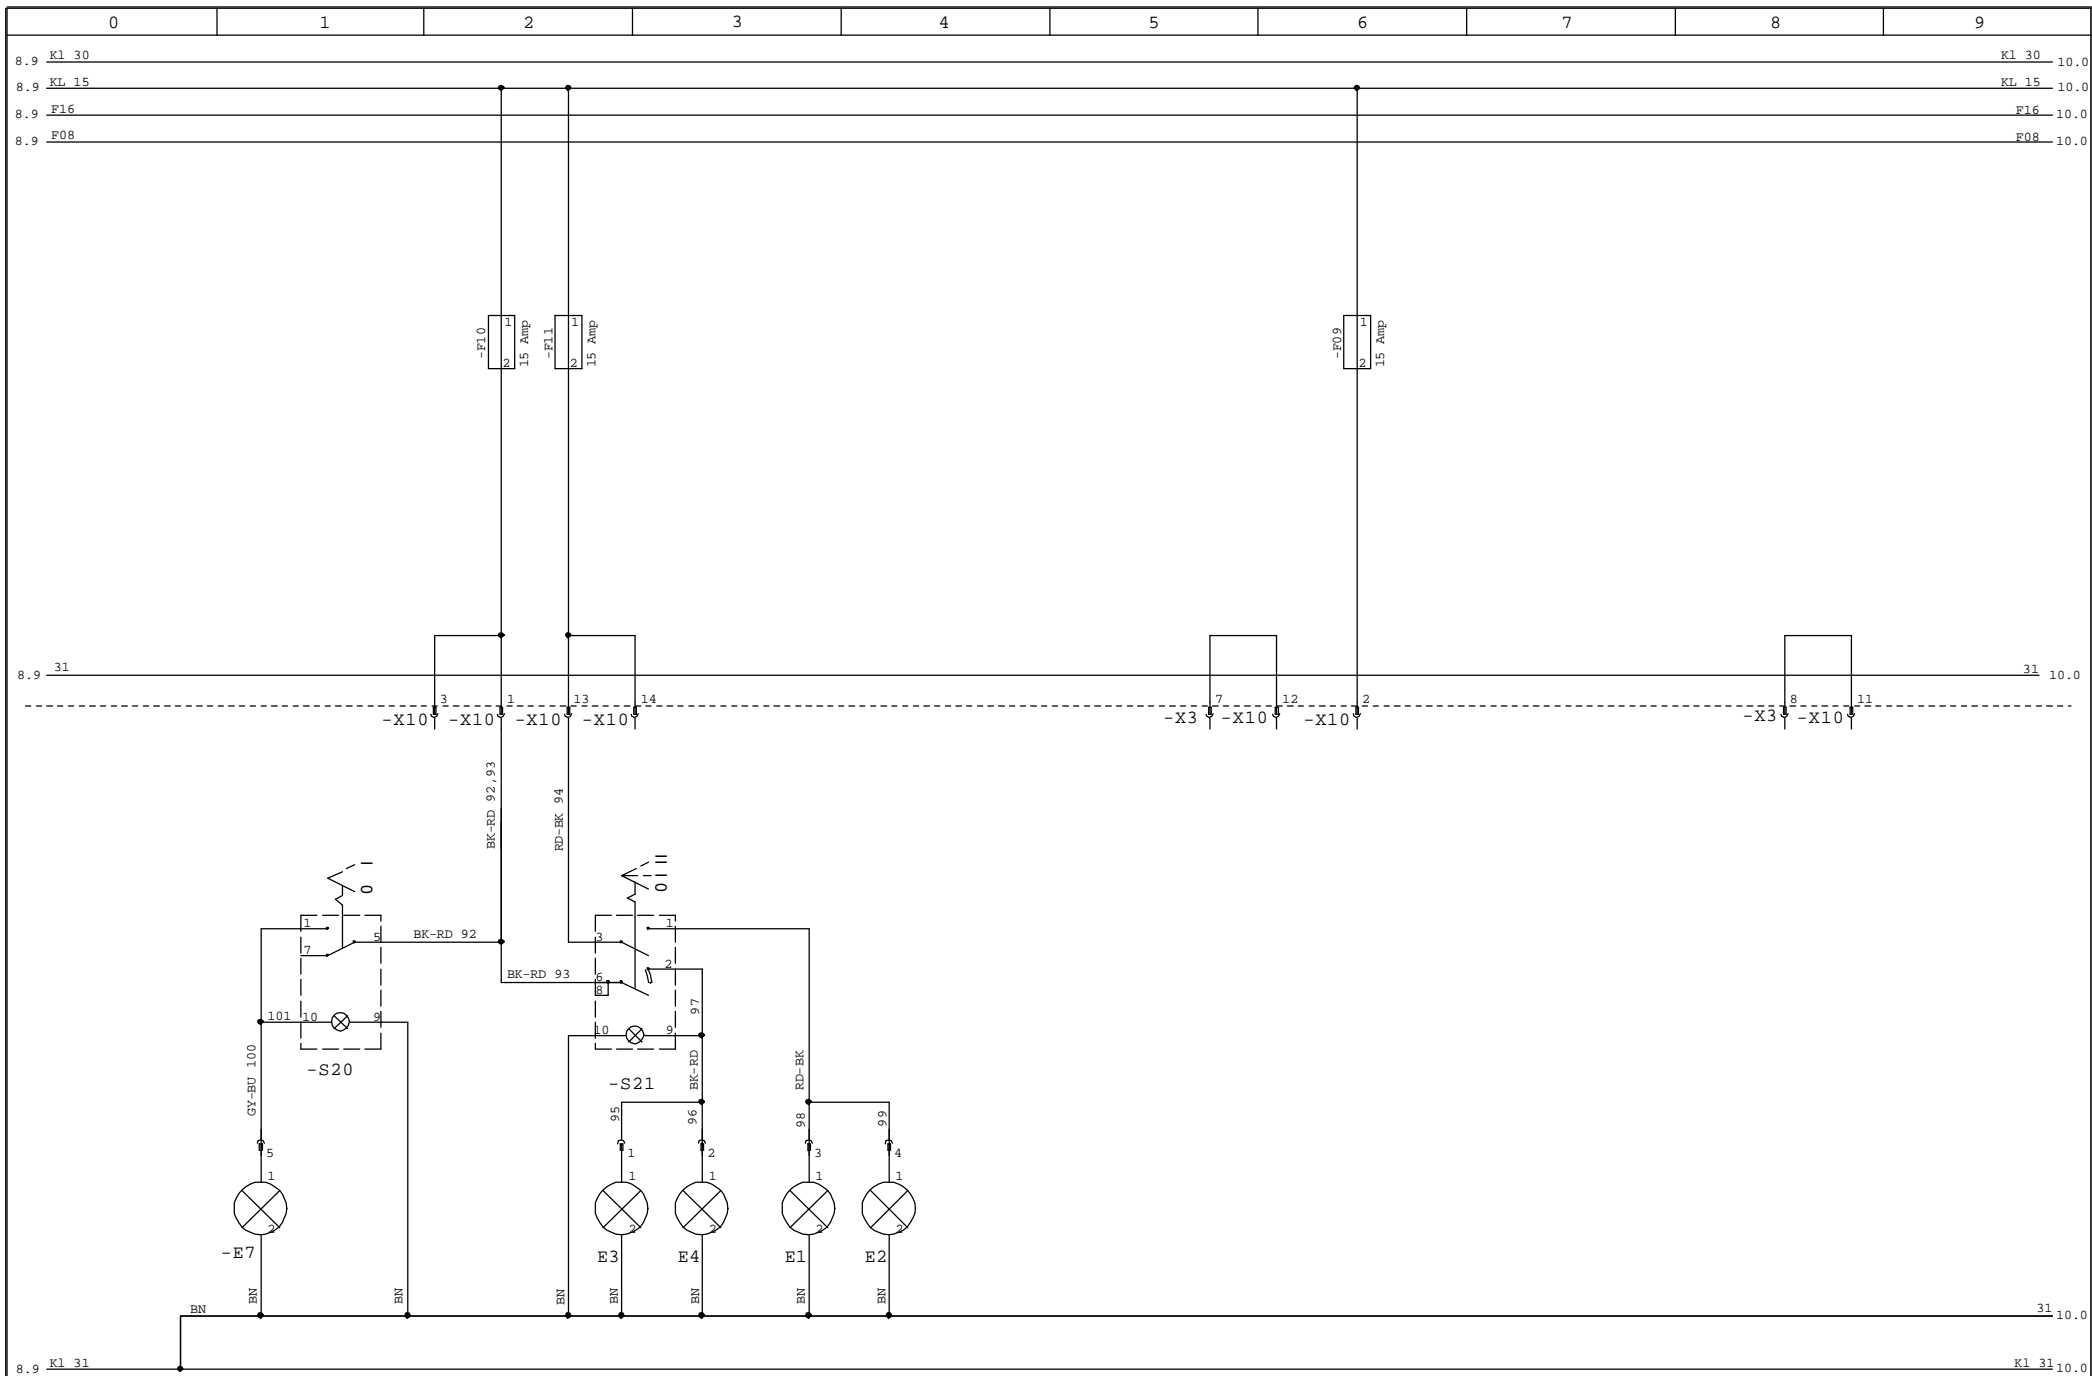 0 1 2 3 4 5 6 7 8 9
8.9 Kl 30 Kl 30 10.0
8.9 KL 15 KL 15 10.0
8.9 F16 F16 10.0
8.9 F08 F08 10.0
-F10 1 2 15 Amp
-F11 1 2 15 Amp
-F09 1 2 15 Amp
8.9 31 31 10.0
3 1 13 14 7 12 2 8 11
-X10 -X10 -X10 -X10 -X3 -X10 -X10 -X3 -X10
BK-RD 92,93
RD-BK 94
0 I
0 I II
1 5 7
BK-RD 92
3 1
2
BK-RD 93
6
8
97
101 10 9
10 9
-S20
-S21
GY-BU 100
BK-RD
RD-BK
95
96
98
99
5 1 2 3 4
1 1 1 1 1
2 2 2 2 2
-E7 E3 E4 E1 E2
BN BN BN BN BN BN BN
BN
31 10.0
8.9 Kl 31 Kl 31 10.0